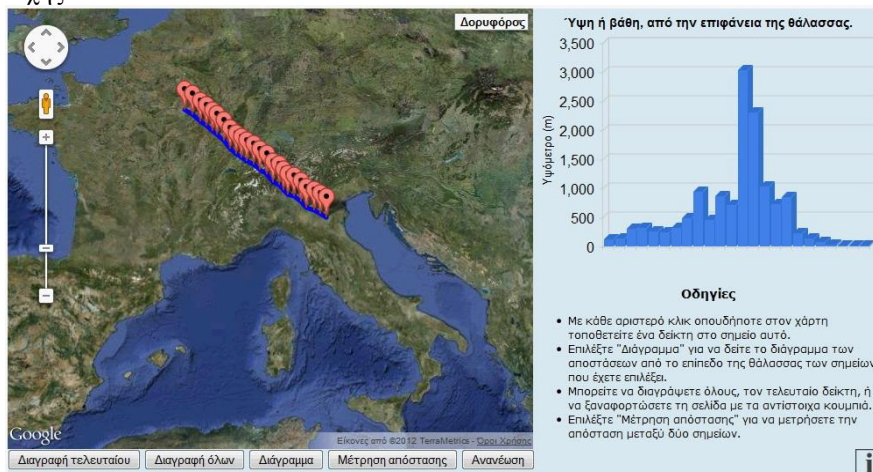 Δορυφόρος
Google
Εικόνες από ©2012 TerraMetrics - Όροι Χρήσης
Διαγραφή τελευταίου
Διαγραφή όλων
Διάγραμμα
Μέτρηση απόστασης
Ανανέωση
Ύψη ή βάθη, από την επιφάνεια της θάλασσας.
Υψόμετρο (m)
3,500
3,000
2,500
2,000
1,500
1,000
500
0
Οδηγίες
• Με κάθε αριστερό κλικ οπουδήποτε στον χάρτη
τοποθετείτε ένα δείκτη στο σημείο αυτό.
• Επιλέξτε "Διάγραμμα" για να δείτε το διάγραμμα των
αποστάσεων από το επίπεδο της θάλασσας των σημείων
που έχετε επιλέξει.
• Μπορείτε να διαγράψετε όλους, τον τελευταίο δείκτη, ή
να ξαναφορτώσετε τη σελίδα με τα αντίστοιχα κουμπιά.
• Επιλέξτε "Μέτρηση απόστασης" για να μετρήσετε την
απόσταση μεταξύ δύο σημείων.